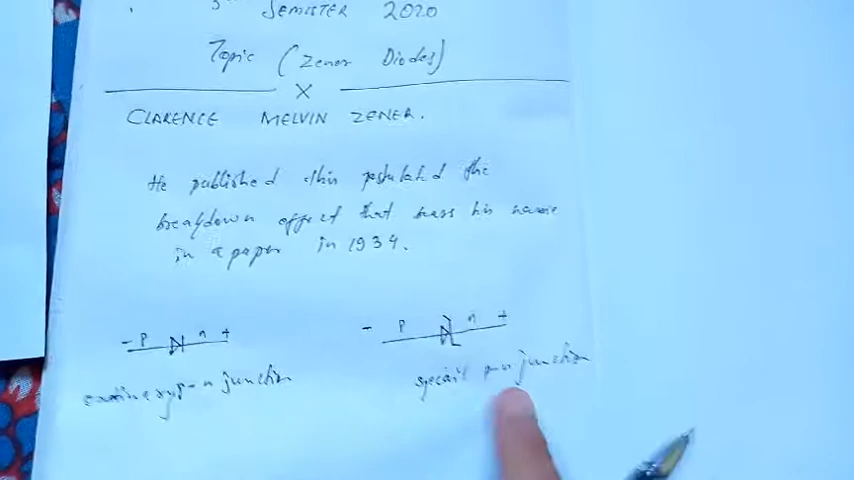 SEMISTER 2020
Topic (Zener Diodes)
X
CLARENCE MELVIN ZENER.
He published this postulated the
breakdown effect that bears his name
in a paper in 1934.
- P n +
- P n +
ordinary p-n junction
special p-n junction